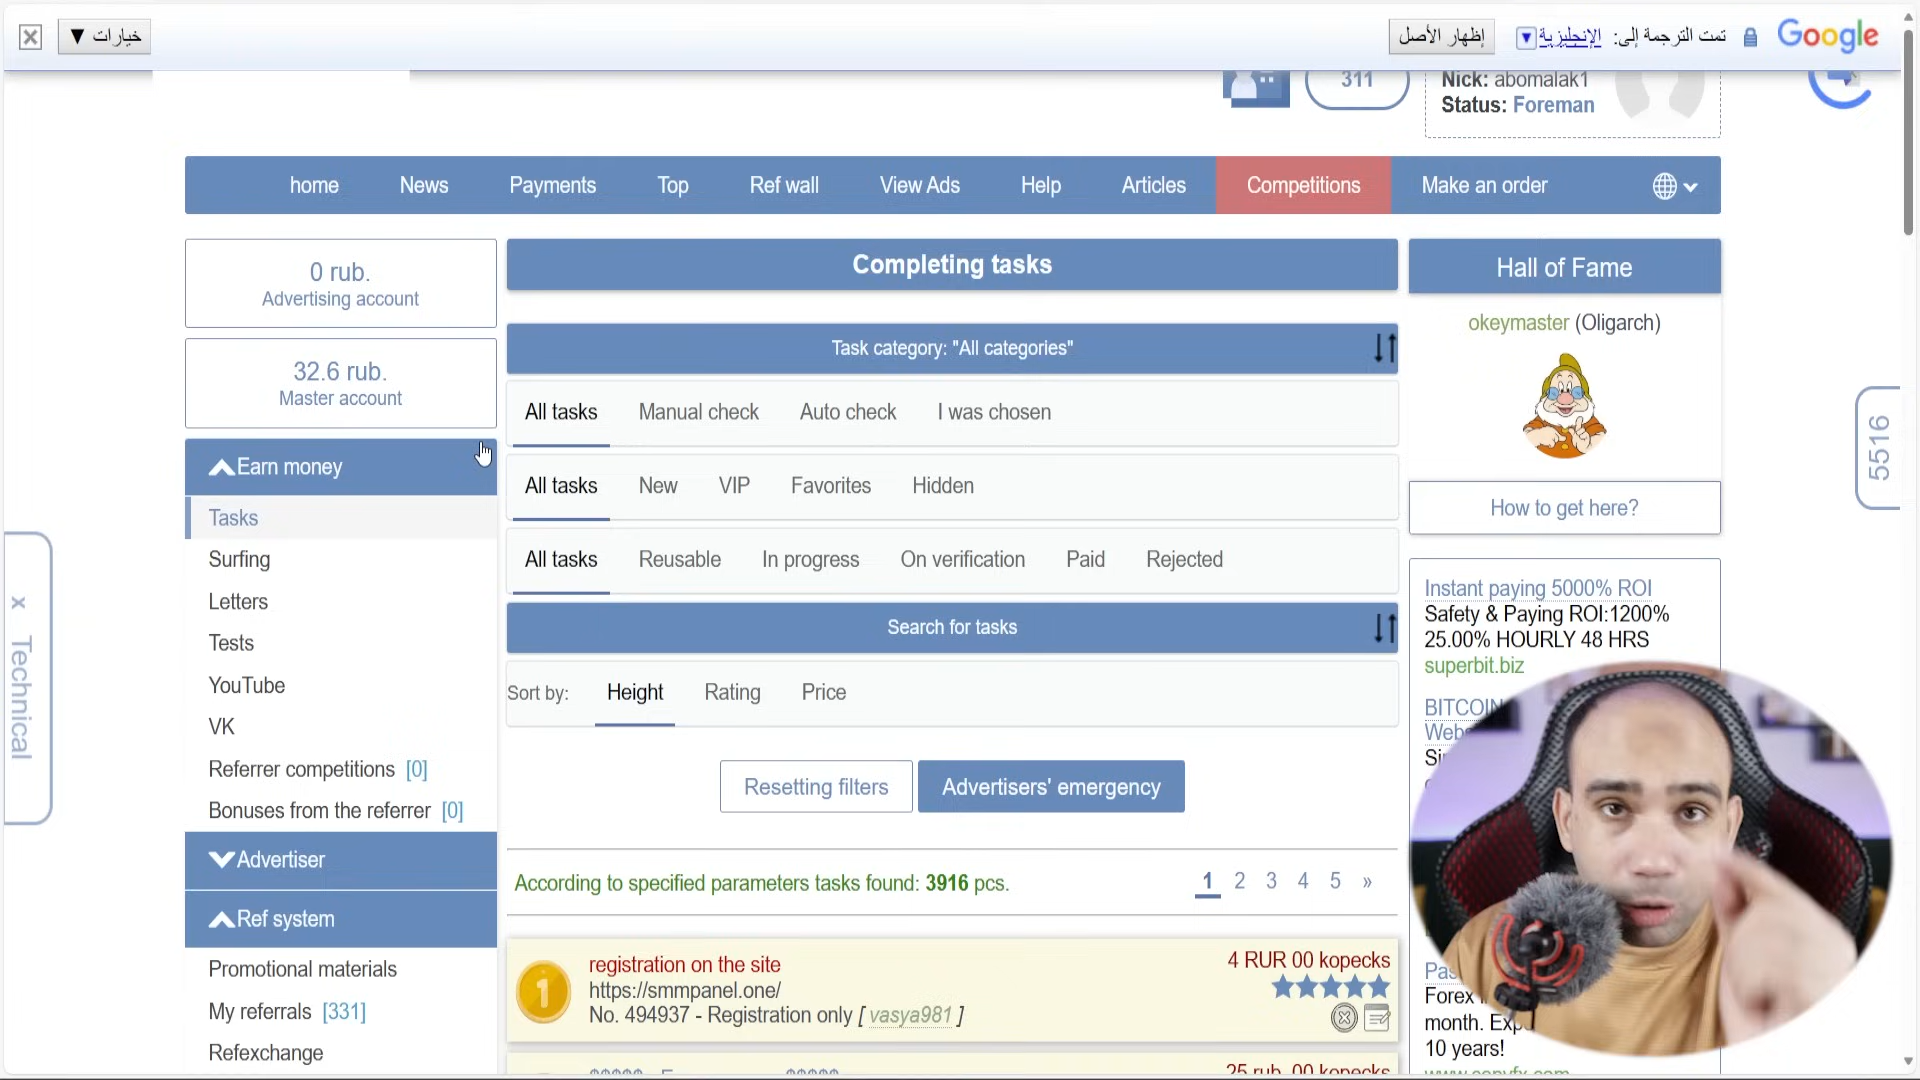 خيارات ▼
إظهار الأصل
تمت الترجمة إلى: الإنجليزية
Google
311
Nick: abomalak1
Status: Foreman
home
News
Payments
Top
Ref wall
View Ads
Help
Articles
Competitions
Make an order
0 rub.
Advertising account
32.6 rub.
Master account
Earn money
Tasks
Surfing
Letters
Tests
YouTube
VK
Referrer competitions [0]
Bonuses from the referrer [0]
Advertiser
Ref system
Promotional materials
My referrals [331]
Refexchange
x Technical
Completing tasks
Task category: "All categories"
All tasks Manual check Auto check I was chosen
All tasks New VIP Favorites Hidden
All tasks Reusable In progress On verification Paid Rejected
Search for tasks
Sort by: Height Rating Price
Resetting filters
Advertisers' emergency
According to specified parameters tasks found: 3916 pcs.
1 2 3 4 5 »
registration on the site
4 RUR 00 kopecks
https://smmpanel.one/
No. 494937 - Registration only [ vasya981 ]
25 rub. 00 kopecks
Hall of Fame
okeymaster (Oligarch)
How to get here?
Instant paying 5000% ROI
Safety & Paying ROI:1200%
25.00% HOURLY 48 HRS
superbit.biz
BITCOIN
Forex
month.
10 years!
5516